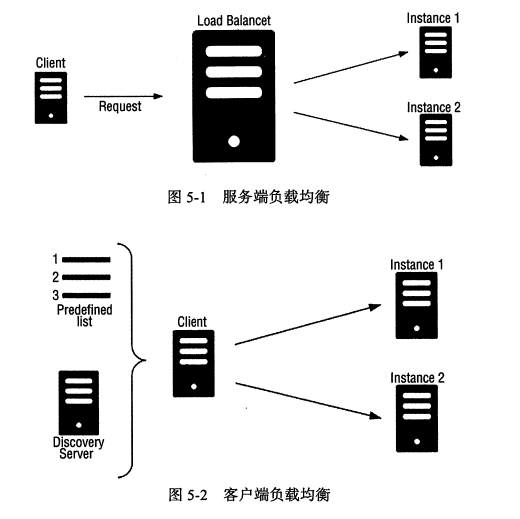 Load Balancet
Instance 1
Client
Request
Instance 2
图 5-1 服务端负载均衡
1
2
3
Predefined
list
Client
Instance 1
Instance 2
Discovery
Server
图 5-2 客户端负载均衡